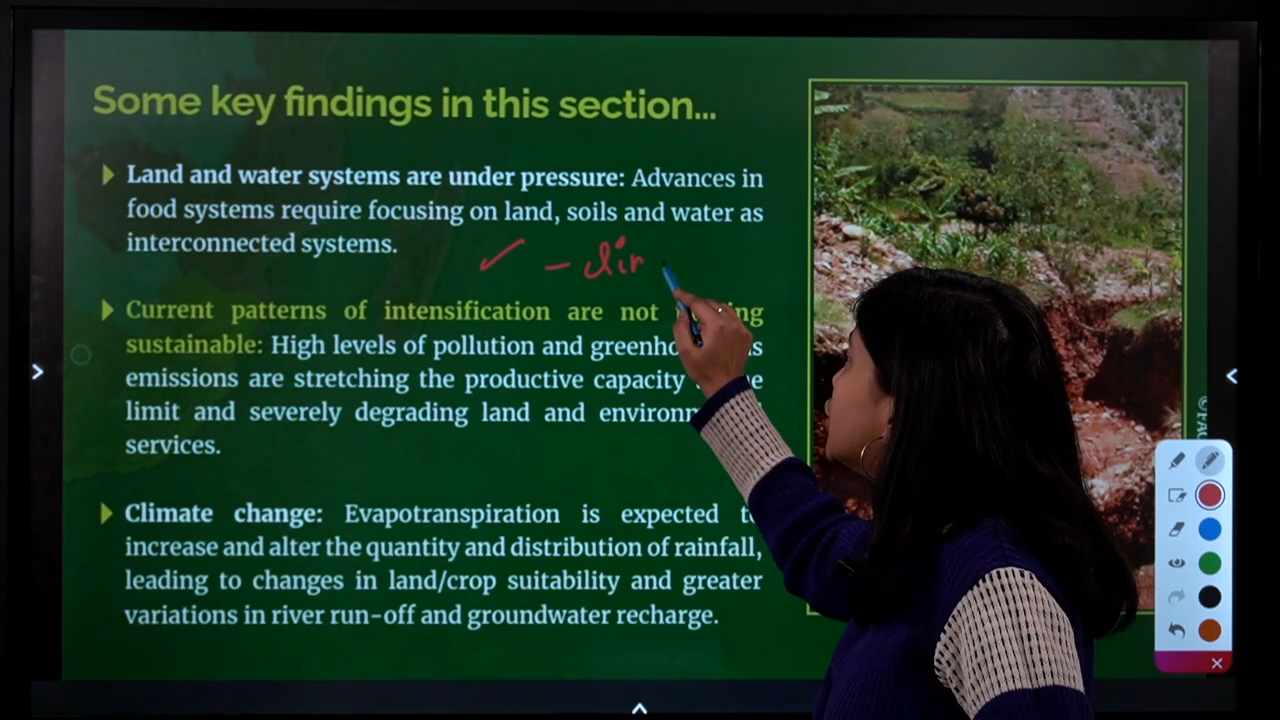 Some key findings in this section...
Land and water systems are under pressure: Advances in
food systems require focusing on land, soils and water as
interconnected systems.
Current patterns of intensification are not
sustainable: High levels of pollution and
emissions are stretching the productive capacity
limit and severely degrading land and
services.
Climate change: Evapotranspiration is expected
increase and alter the quantity and distribution of rainfall,
leading to changes in land/crop suitability and greater
variations in river run-off and groundwater recharge.